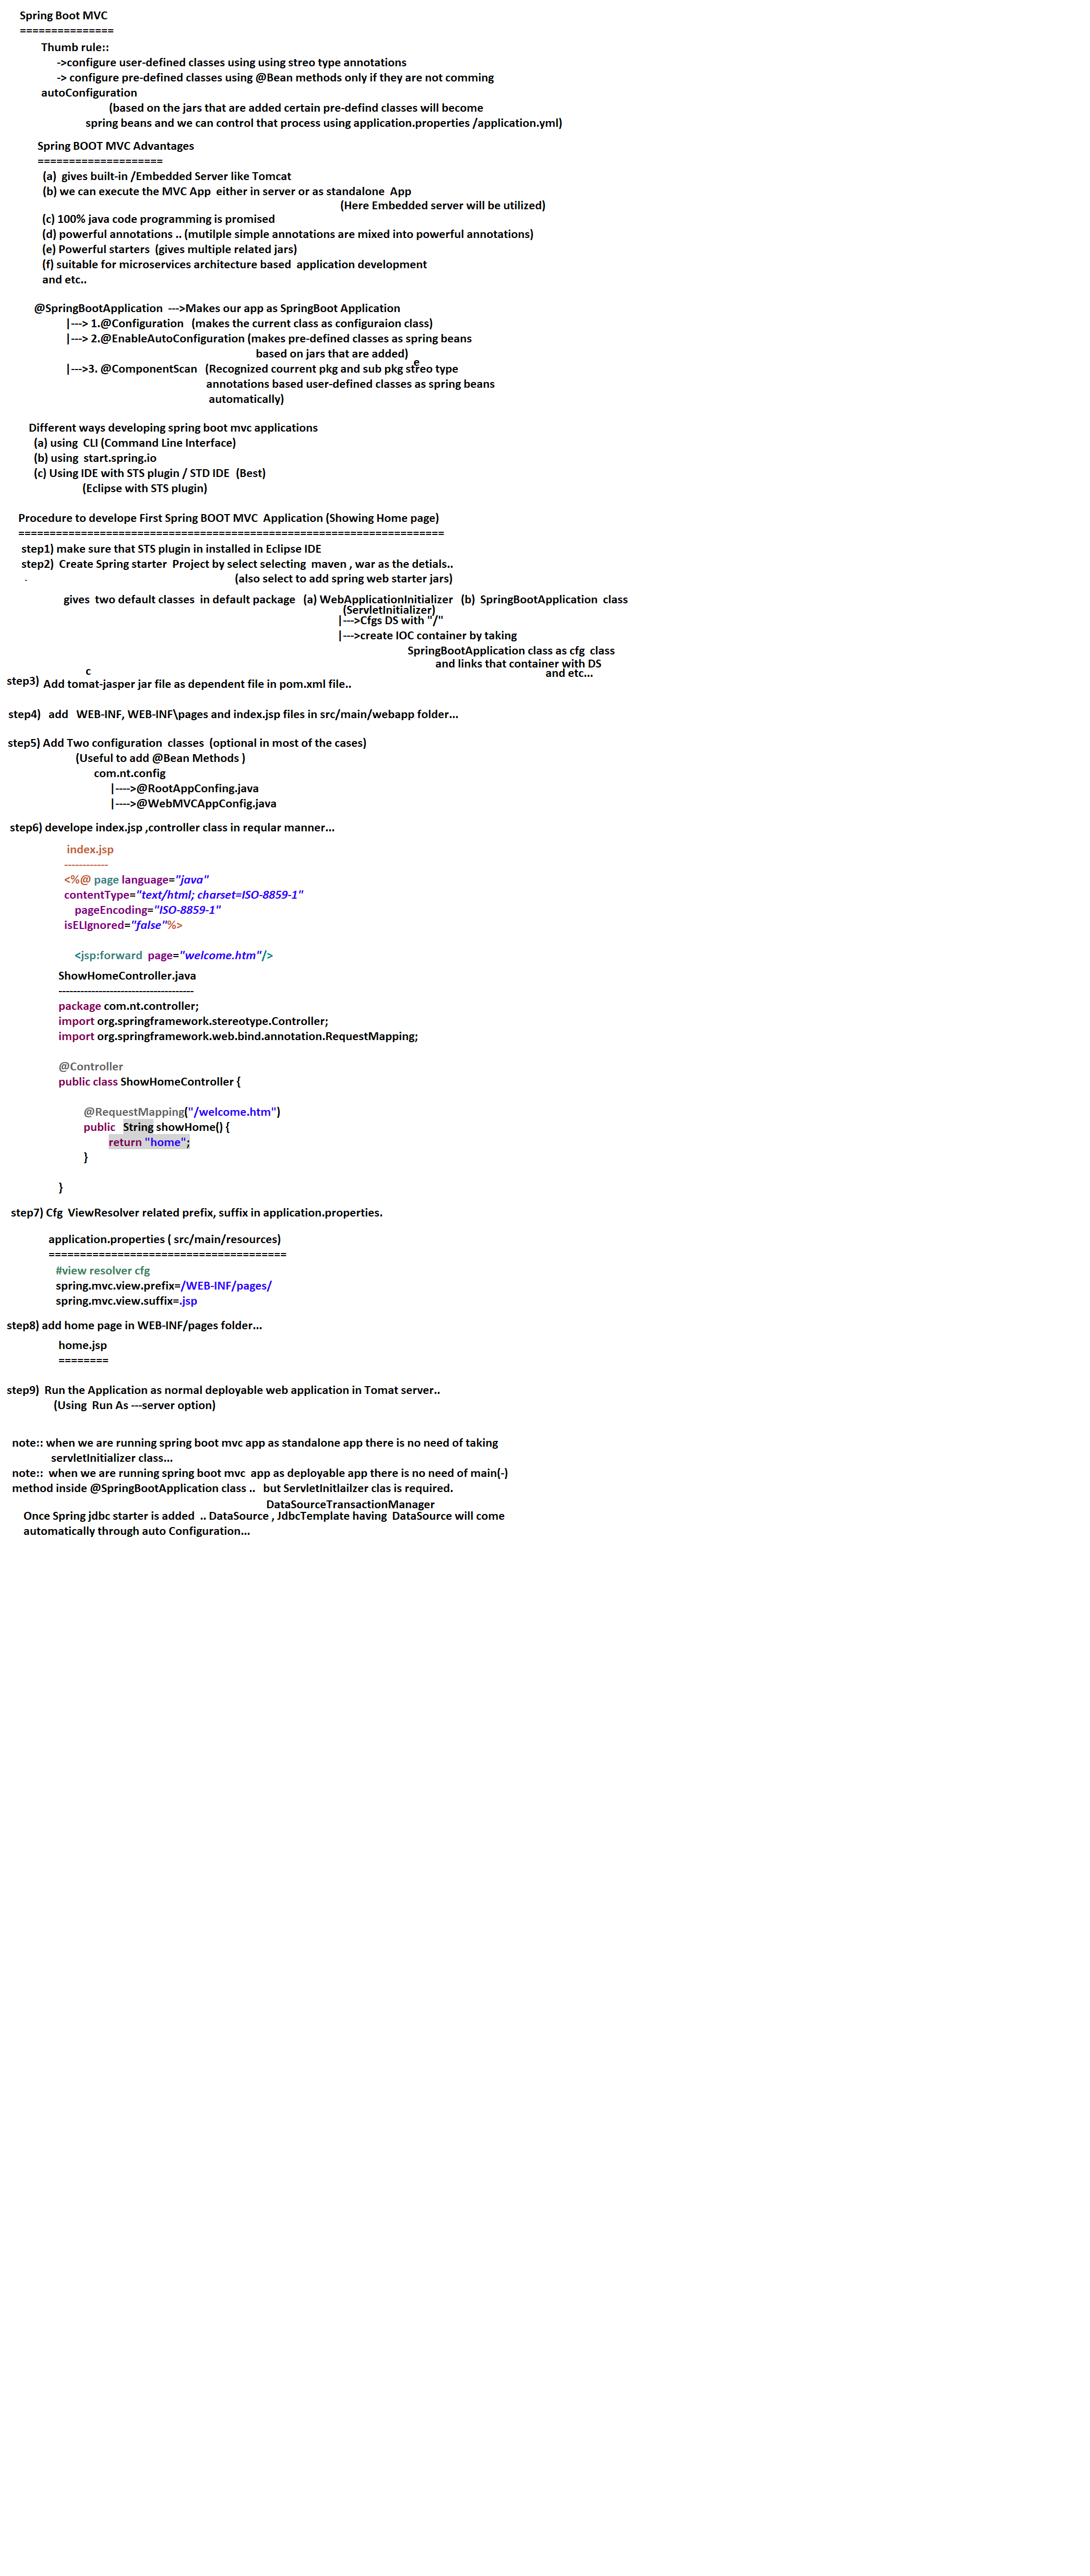 Spring Boot MVC
===============
Thumb rule::
->configure user-defined classes using using streo type annotations
-> configure pre-defined classes using @Bean methods only if they are not comming
autoConfiguration
(based on the jars that are added certain pre-defind classes will become
spring beans and we can control that process using application.properties /application.yml)
Spring BOOT MVC Advantages
====================
(a) gives built-in /Embedded Server like Tomcat
(b) we can execute the MVC App either in server or as standalone App
(Here Embedded server will be utilized)
(c) 100% java code programming is promised
(d) powerful annotations .. (mutilple simple annotations are mixed into powerful annotations)
(e) Powerful starters (gives multiple related jars)
(f) suitable for microservices architecture based application development
and etc..
@SpringBootApplication --->Makes our app as SpringBoot Application
|---> 1.@Configuration (makes the current class as configuraion class)
|---> 2.@EnableAutoConfiguration (makes pre-defined classes as spring beans
based on jars that are added)
e
|--->3. @ComponentScan (Recognized courrent pkg and sub pkg streo type
annotations based user-defined classes as spring beans
automatically)
Different ways developing spring boot mvc applications
(a) using CLI (Command Line Interface)
(b) using start.spring.io
(c) Using IDE with STS plugin / STD IDE (Best)
(Eclipse with STS plugin)
Procedure to develope First Spring BOOT MVC Application (Showing Home page)
====================================================================
step1) make sure that STS plugin in installed in Eclipse IDE
step2) Create Spring starter Project by select selecting maven , war as the detials..
(also select to add spring web starter jars)
gives two default classes in default package (a) WebApplicationInitializer (b) SpringBootApplication class
(ServletInitializer)
|--->Cfgs DS with "/"
|--->create IOC container by taking
SpringBootApplication class as cfg class
and links that container with DS
and etc...
c
step3) Add tomat-jasper jar file as dependent file in pom.xml file..
step4) add WEB-INF, WEB-INF\pages and index.jsp files in src/main/webapp folder...
step5) Add Two configuration classes (optional in most of the cases)
(Useful to add @Bean Methods )
com.nt.config
|---->@RootAppConfing.java
|---->@WebMVCAppConfig.java
step6) develope index.jsp ,controller class in reqular manner...
index.jsp
------------
<%@ page language="java"
contentType="text/html; charset=ISO-8859-1"
pageEncoding="ISO-8859-1"
isELIgnored="false"%>
<jsp:forward page="welcome.htm"/>
ShowHomeController.java
-------------------------------------
package com.nt.controller;
import org.springframework.stereotype.Controller;
import org.springframework.web.bind.annotation.RequestMapping;
@Controller
public class ShowHomeController {
@RequestMapping("/welcome.htm")
public String showHome() {
return "home";
}
}
step7) Cfg ViewResolver related prefix, suffix in application.properties.
application.properties ( src/main/resources)
======================================
#view resolver cfg
spring.mvc.view.prefix=/WEB-INF/pages/
spring.mvc.view.suffix=.jsp
step8) add home page in WEB-INF/pages folder...
home.jsp
========
step9) Run the Application as normal deployable web application in Tomat server..
(Using Run As ---server option)
note:: when we are running spring boot mvc app as standalone app there is no need of taking
servletInitializer class...
note:: when we are running spring boot mvc app as deployable app there is no need of main(-)
method inside @SpringBootApplication class .. but ServletInitlailzer clas is required.
DataSourceTransactionManager
Once Spring jdbc starter is added .. DataSource , JdbcTemplate having DataSource will come
automatically through auto Configuration...